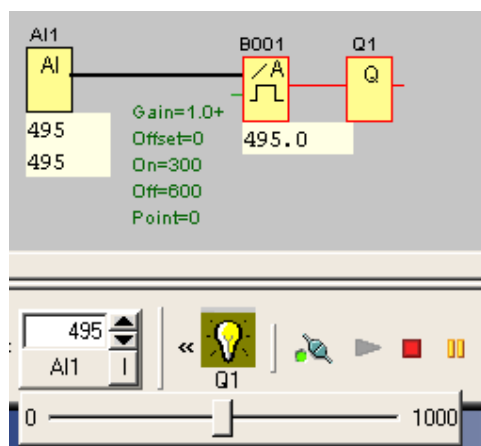 AI1
B001
Q1
AI
/A
Q
Gain=1.0+
Offset=0
On=300
Off=600
Point=0
495
495
495.0
495
AI1
I
«
Q1
0
1000